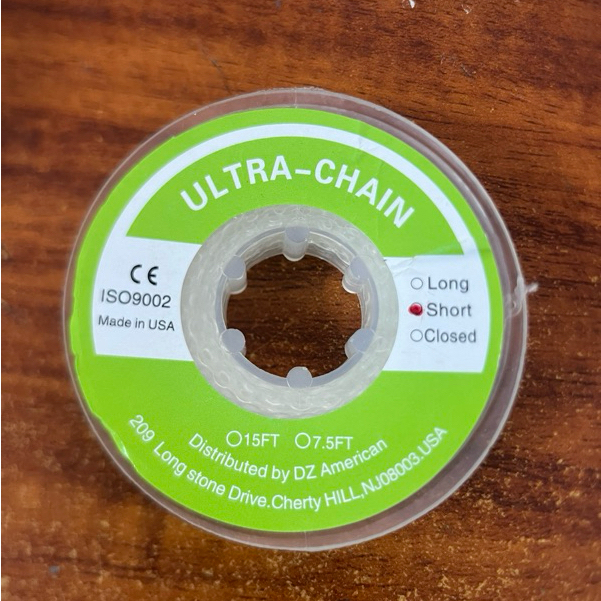 ULTRA-CHAIN
CE
ISO9002
Made in USA
Long
Short
Closed
15FT 7.5FT
Distributed by DZ American
209 Long stone Drive.Cherty HILL,NJ08003.USA